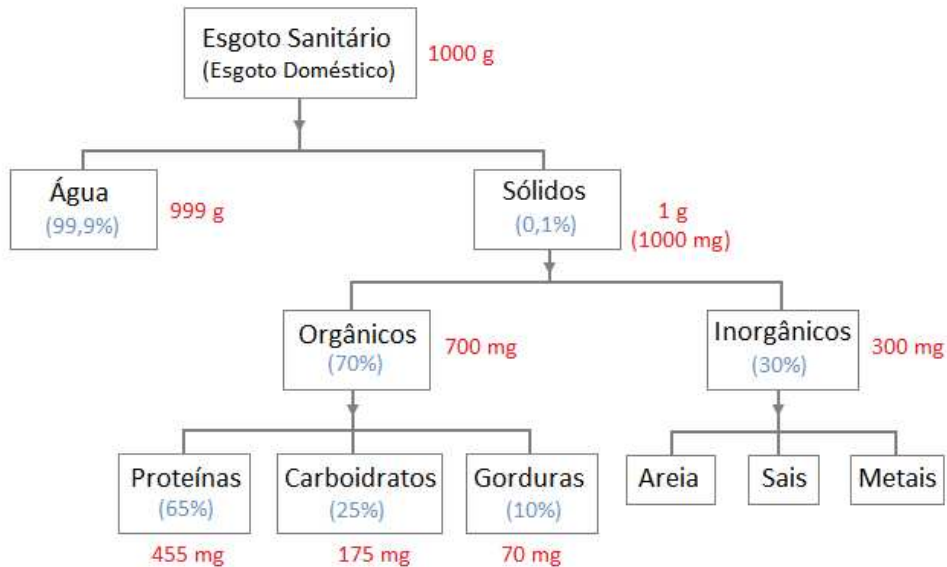 Esgoto Sanitário
(Esgoto Doméstico)
1000 g
Água
(99,9%)
999 g
Sólidos
(0,1%)
1 g
(1000 mg)
Orgânicos
(70%)
700 mg
Inorgânicos
(30%)
300 mg
Proteínas
(65%)
455 mg
Carboidratos
(25%)
175 mg
Gorduras
(10%)
70 mg
Areia
Sais
Metais